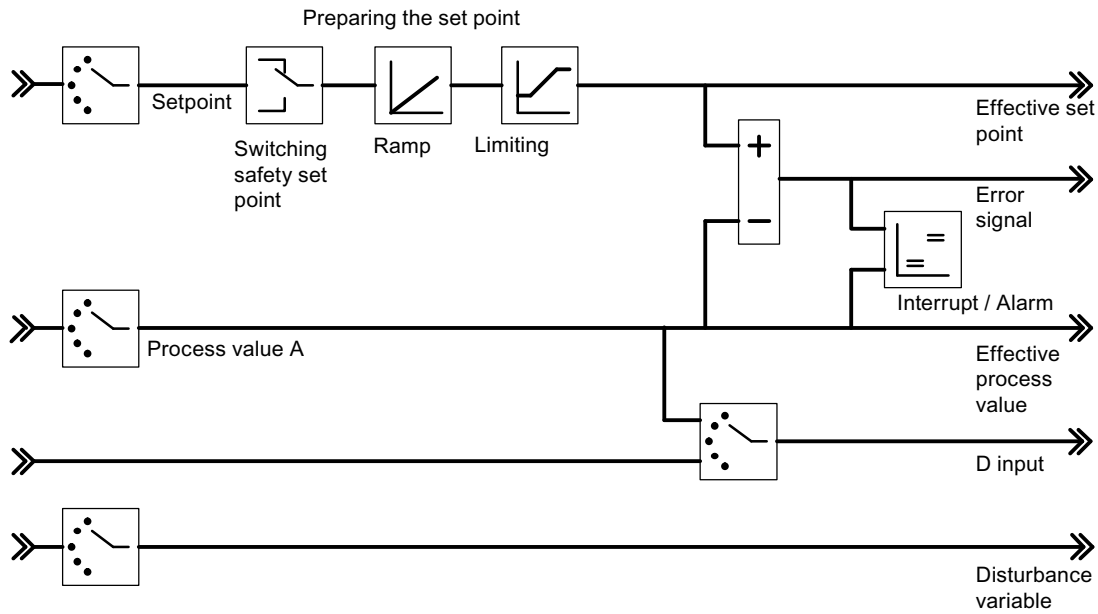 Preparing the set point
Setpoint
Switching
safety set
point
Ramp
Limiting
Effective set
point
+
−
Error
signal
Interrupt / Alarm
Process value A
Effective
process
value
D input
Disturbance
variable